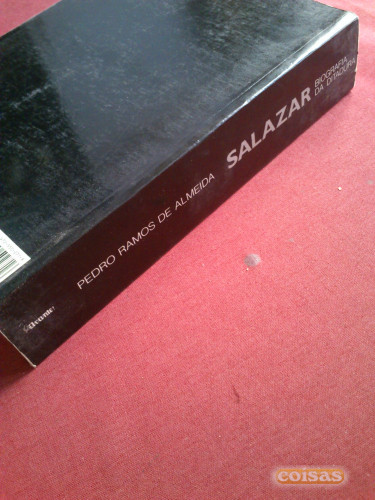 PEDRO RAMOS DE ALMEIDA
SALAZAR
BIOGRAFIA
DA DITADURA
coisas